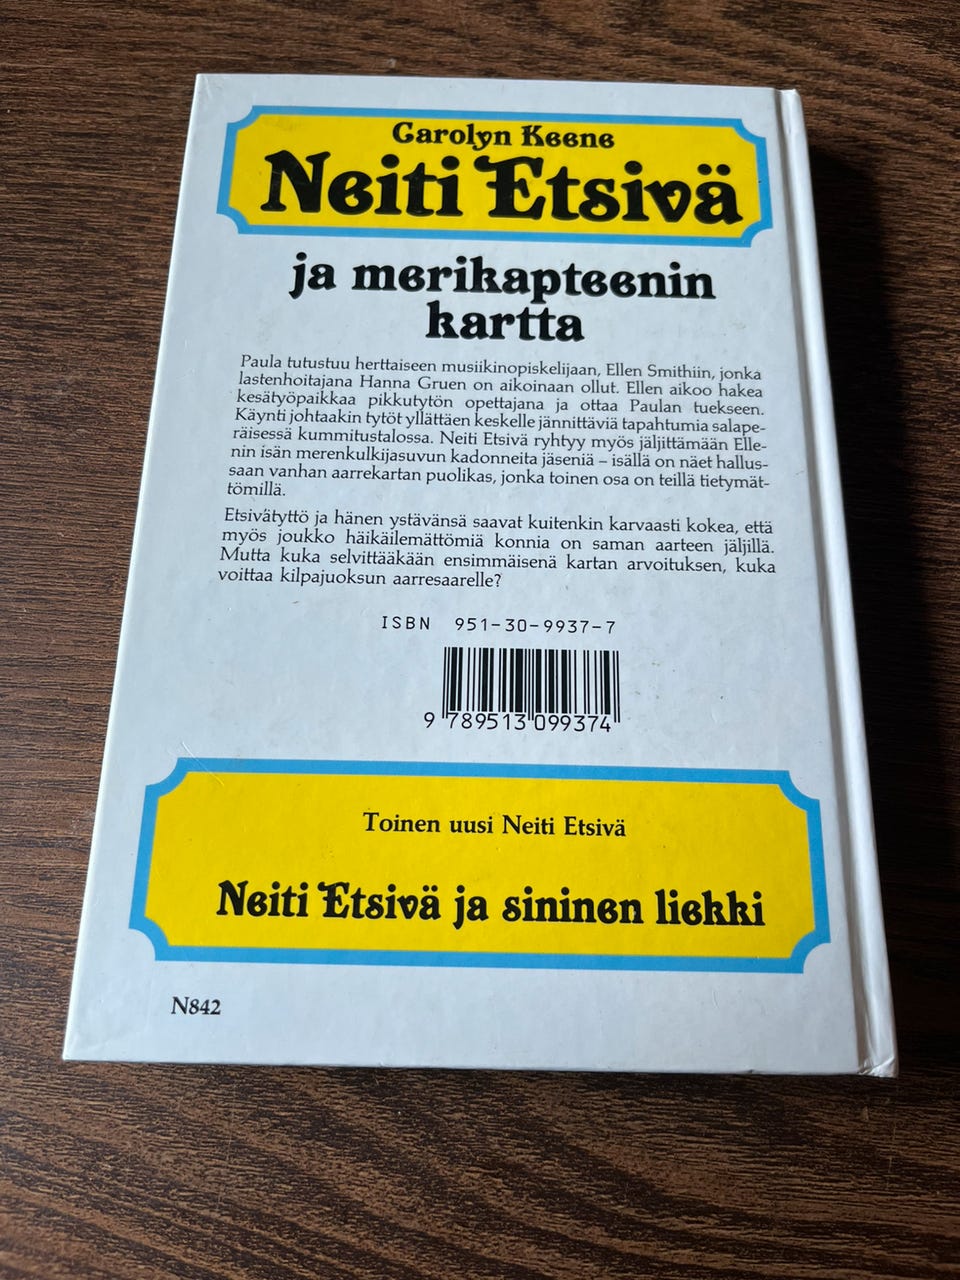 Carolyn Keene
Neiti Etsivä
ja merikapteenin
kartta
Paula tutustuu herttaiseen musiikinopiskelijaan, Ellen Smithiin, jonka
lastenhoitajana Hanna Gruen on aikoinaan ollut. Ellen aikoo hakea
kesätyöpaikkaa pikkutytön opettajana ja ottaa Paulan tuekseen.
Käynti johtaakin tytöt yllättäen keskelle jännittäviä tapahtumia salape-
räisessä kummitustalossa. Neiti Etsivä ryhtyy myös jäljittämään Elle-
nin isän merenkulkijasuvun kadonneita jäseniä – isällä on näet hallus-
saan vanhan aarrekartan puolikas, jonka toinen osa on teillä tietymät-
tömillä.
Etsivätyttö ja hänen ystävänsä saavat kuitenkin karvaasti kokea, että
myös joukko häikäilemättömiä konnia on saman aarteen jäljillä.
Mutta kuka selvittääkään ensimmäisenä kartan arvoituksen, kuka
voittaa kilpajuoksun aarresaarelle?
ISBN 951-30-9937-7
9 789513 099374
Toinen uusi Neiti Etsivä
Neiti Etsivä ja sininen liekki
N842